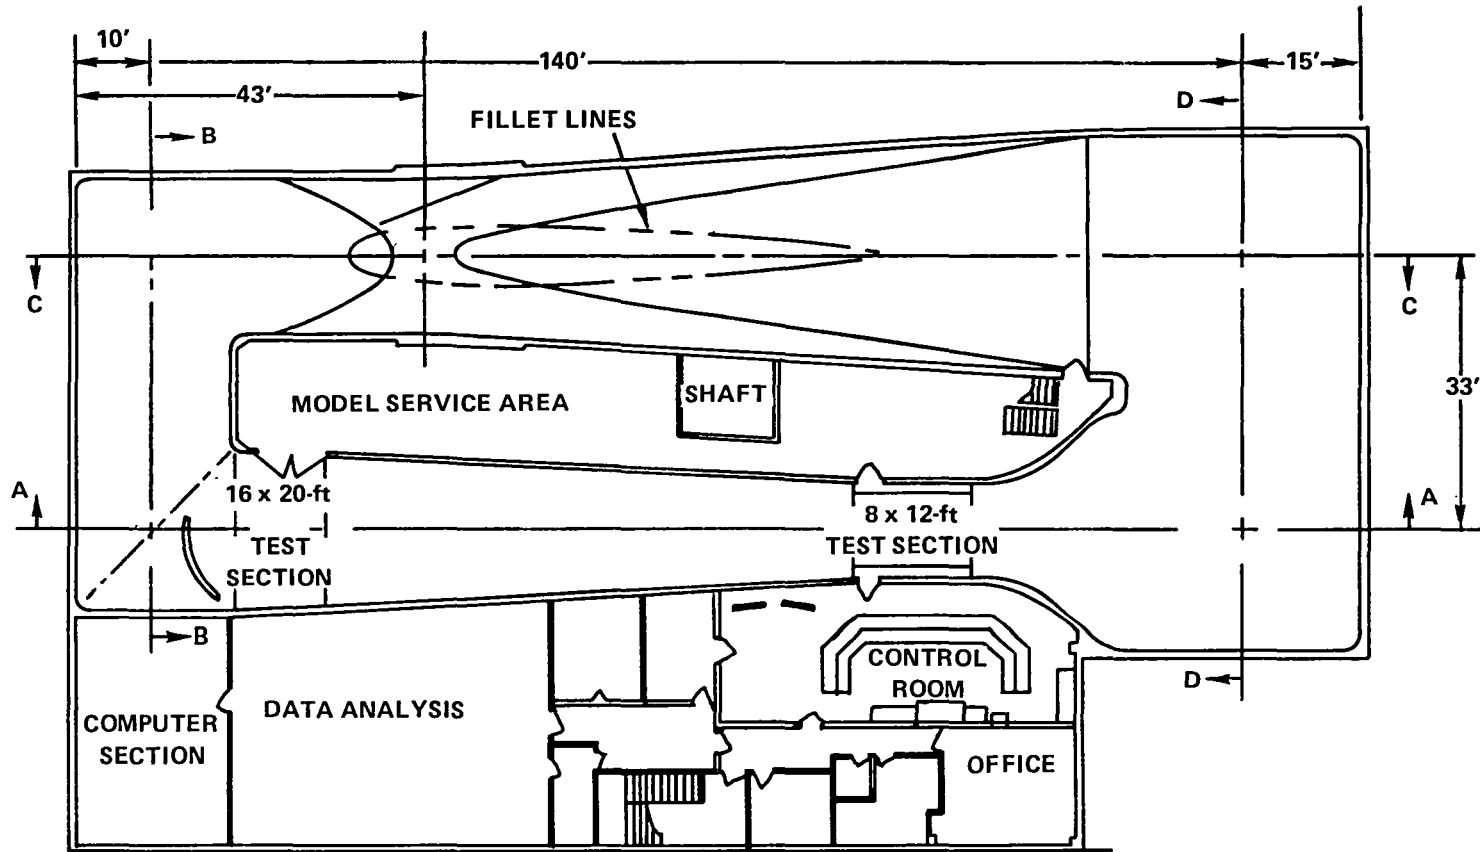 10'
140'
15'
43'
D
B
FILLET LINES
C
C
33'
MODEL SERVICE AREA
SHAFT
A
16 x 20-ft
TEST
SECTION
8 x 12-ft
TEST SECTION
A
B
CONTROL
ROOM
D
COMPUTER
SECTION
DATA ANALYSIS
OFFICE